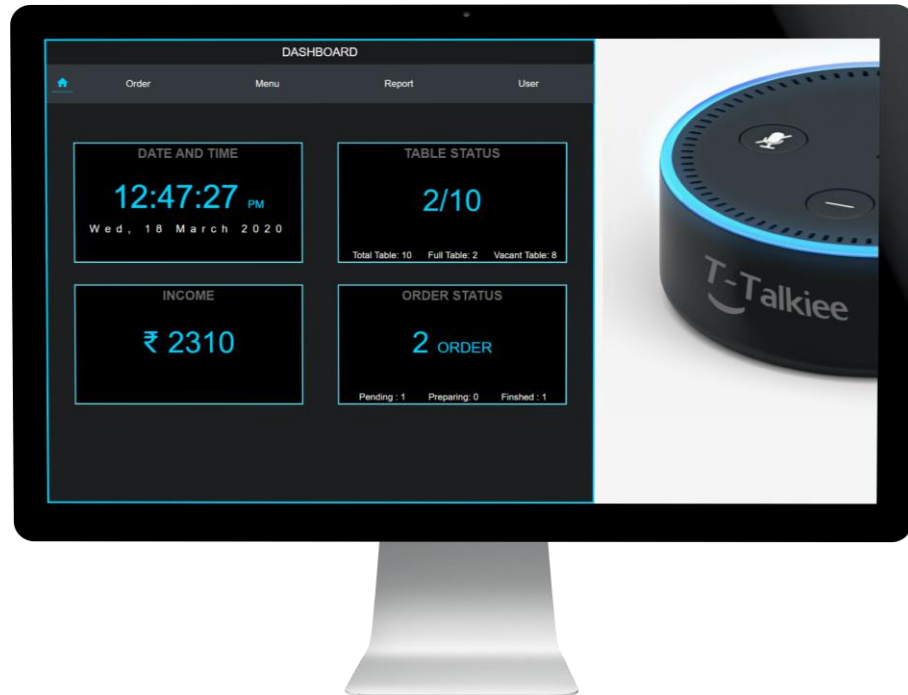 DASHBOARD
Order Menu Report User
DATE AND TIME
12:47:27 PM
Wed, 18 March 2020
TABLE STATUS
2/10
Total Table: 10 Full Table: 2 Vacant Table: 8
INCOME
₹ 2310
ORDER STATUS
2 ORDER
Pending : 1 Preparing: 0 Finshed : 1
T-Talkiee